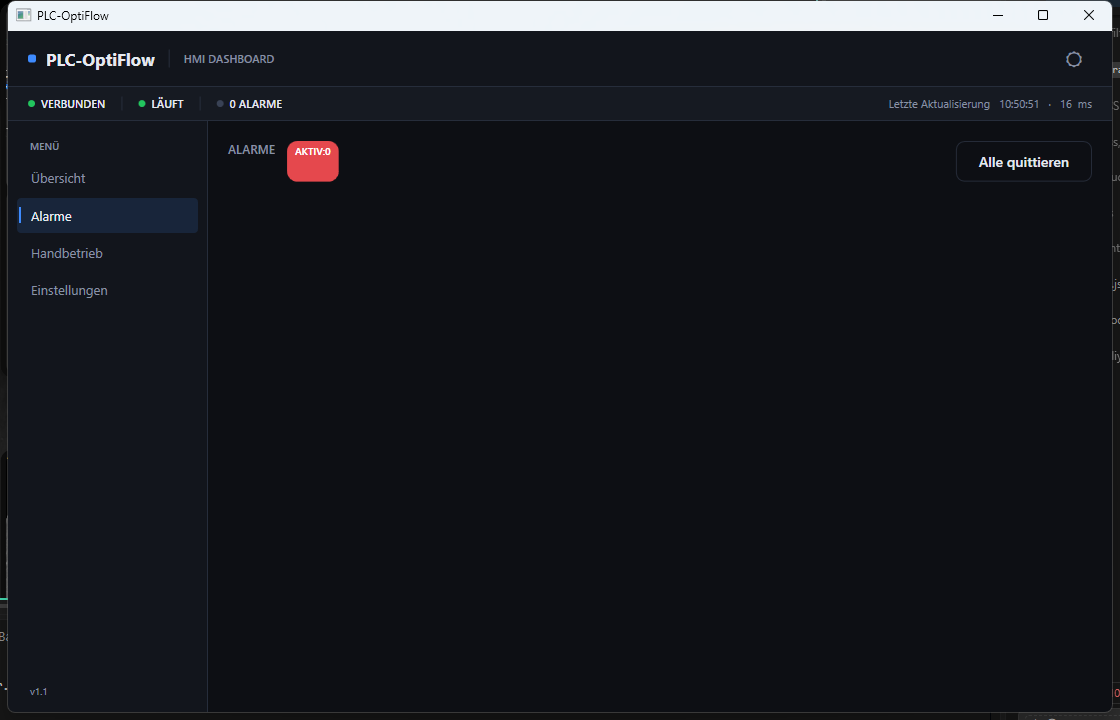 PLC-OptiFlow
PLC-OptiFlow HMI DASHBOARD
VERBUNDEN LÄUFT 0 ALARME Letzte Aktualisierung 10:50:51 · 16 ms
MENÜ
Übersicht
Alarme
Handbetrieb
Einstellungen
v1.1
ALARME AKTIV:0 Alle quittieren